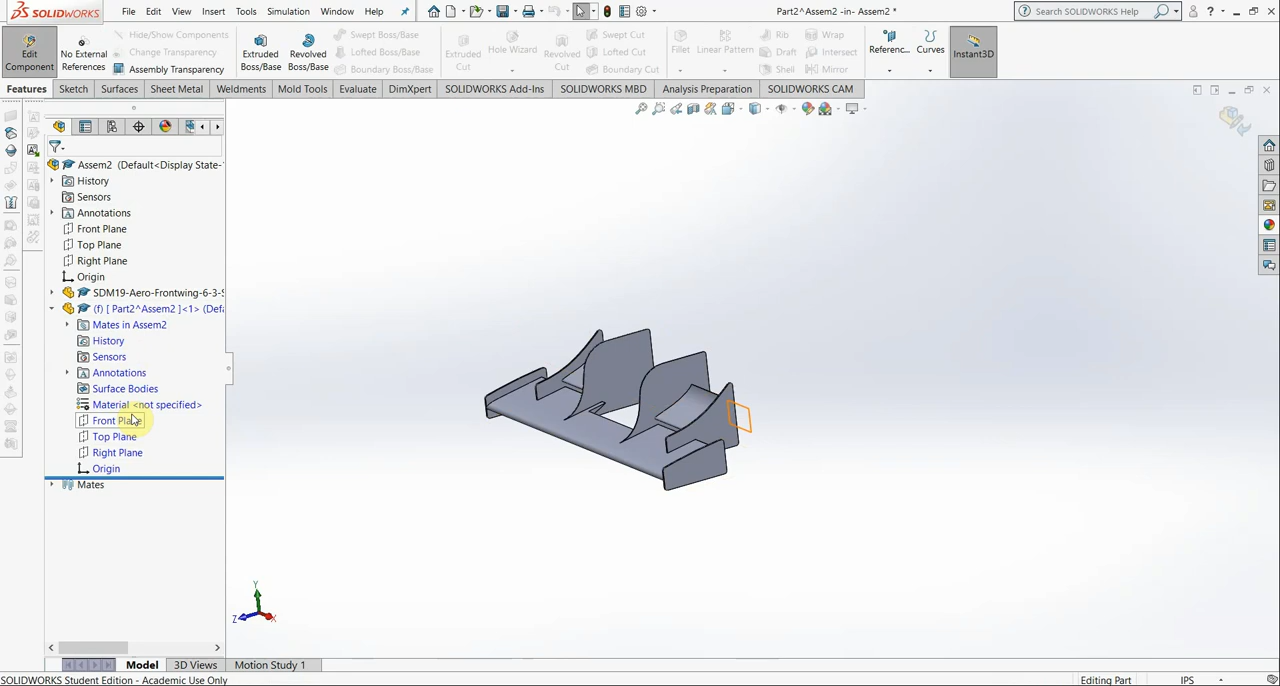 SOLIDWORKS File Edit View Insert Tools Simulation Window Help Part2^Assem2 -in- Assem2 * Search SOLIDWORKS Help
Edit Component No External References Hide/Show Components Change Transparency Assembly Transparency Extruded Boss/Base Revolved Boss/Base Swept Boss/Base Lofted Boss/Base Boundary Boss/Base Extruded Cut Hole Wizard Revolved Cut Swept Cut Lofted Cut Boundary Cut Fillet Linear Pattern Rib Draft Shell Wrap Intersect Mirror Referenc... Curves Instant3D
Features Sketch Surfaces Sheet Metal Weldments Mold Tools Evaluate DimXpert SOLIDWORKS Add-Ins SOLIDWORKS MBD Analysis Preparation SOLIDWORKS CAM
Assem2 (Default<Display State-
History
Sensors
Annotations
Front Plane
Top Plane
Right Plane
Origin
SDM19-Aero-Frontwing-6-3-S
(f) [ Part2^Assem2 ]<1> (Defa
Mates in Assem2
History
Sensors
Annotations
Surface Bodies
Material <not specified>
Front Plane
Top Plane
Right Plane
Origin
Mates
Y
Z X
Model 3D Views Motion Study 1
SOLIDWORKS Student Edition - Academic Use Only Editing Part IPS